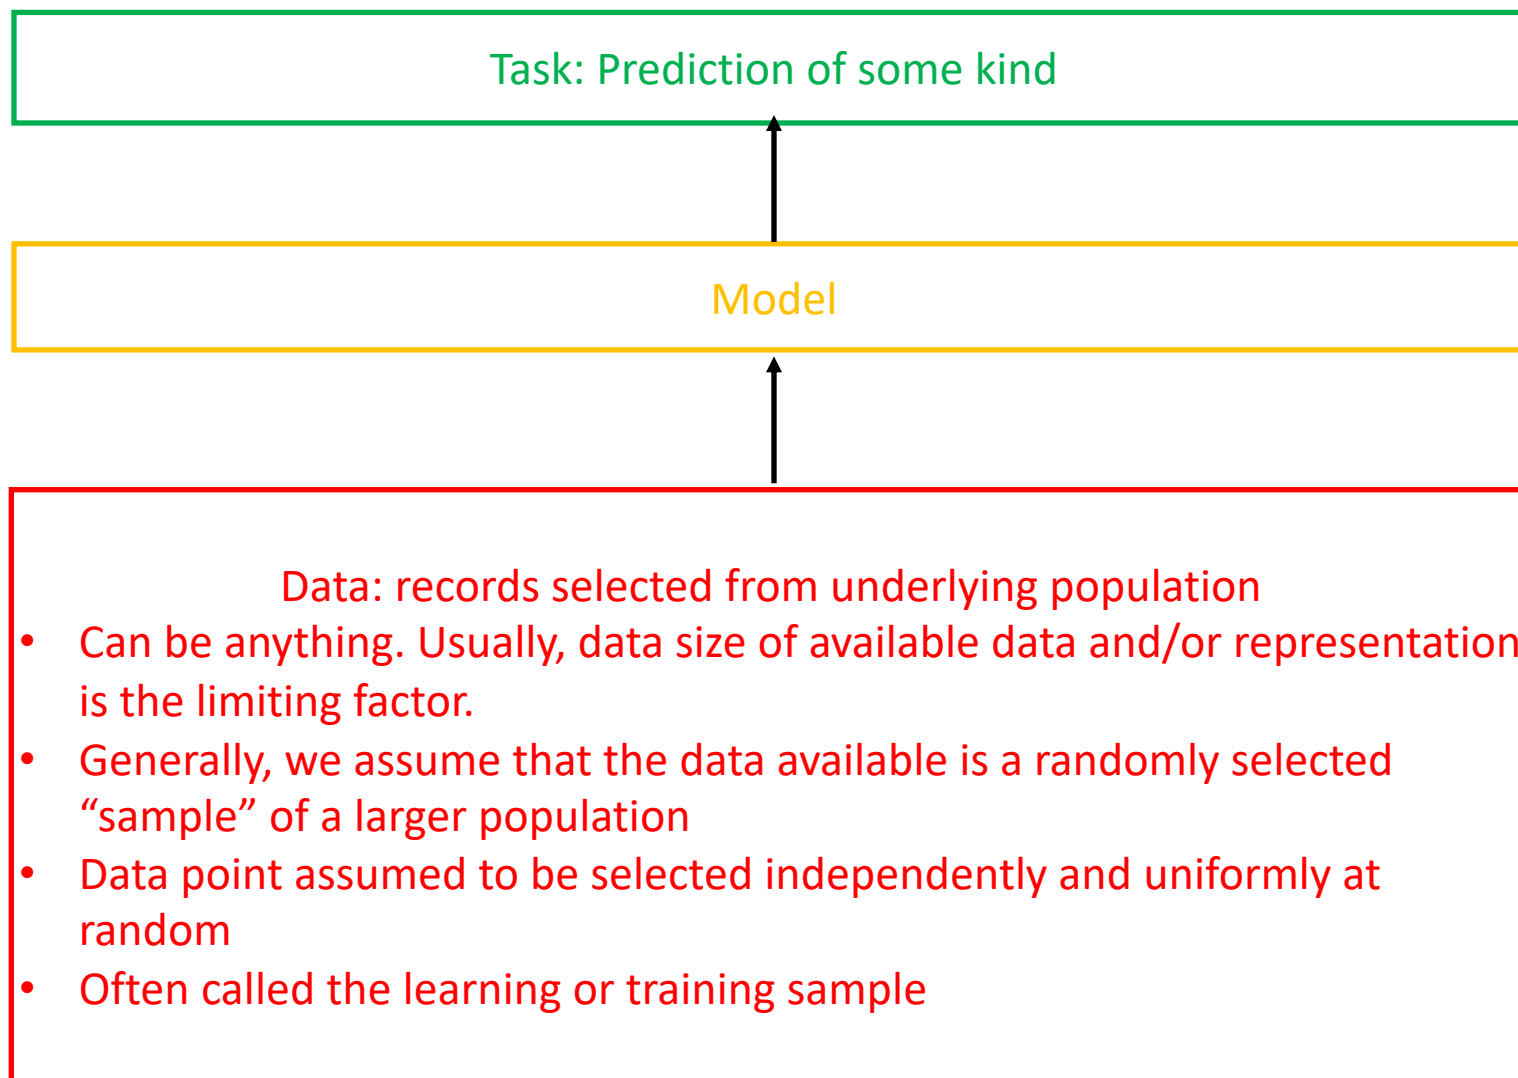 Task: Prediction of some kind
Model
Data: records selected from underlying population
• Can be anything. Usually, data size of available data and/or representation
is the limiting factor.
• Generally, we assume that the data available is a randomly selected
“sample” of a larger population
• Data point assumed to be selected independently and uniformly at
random
• Often called the learning or training sample